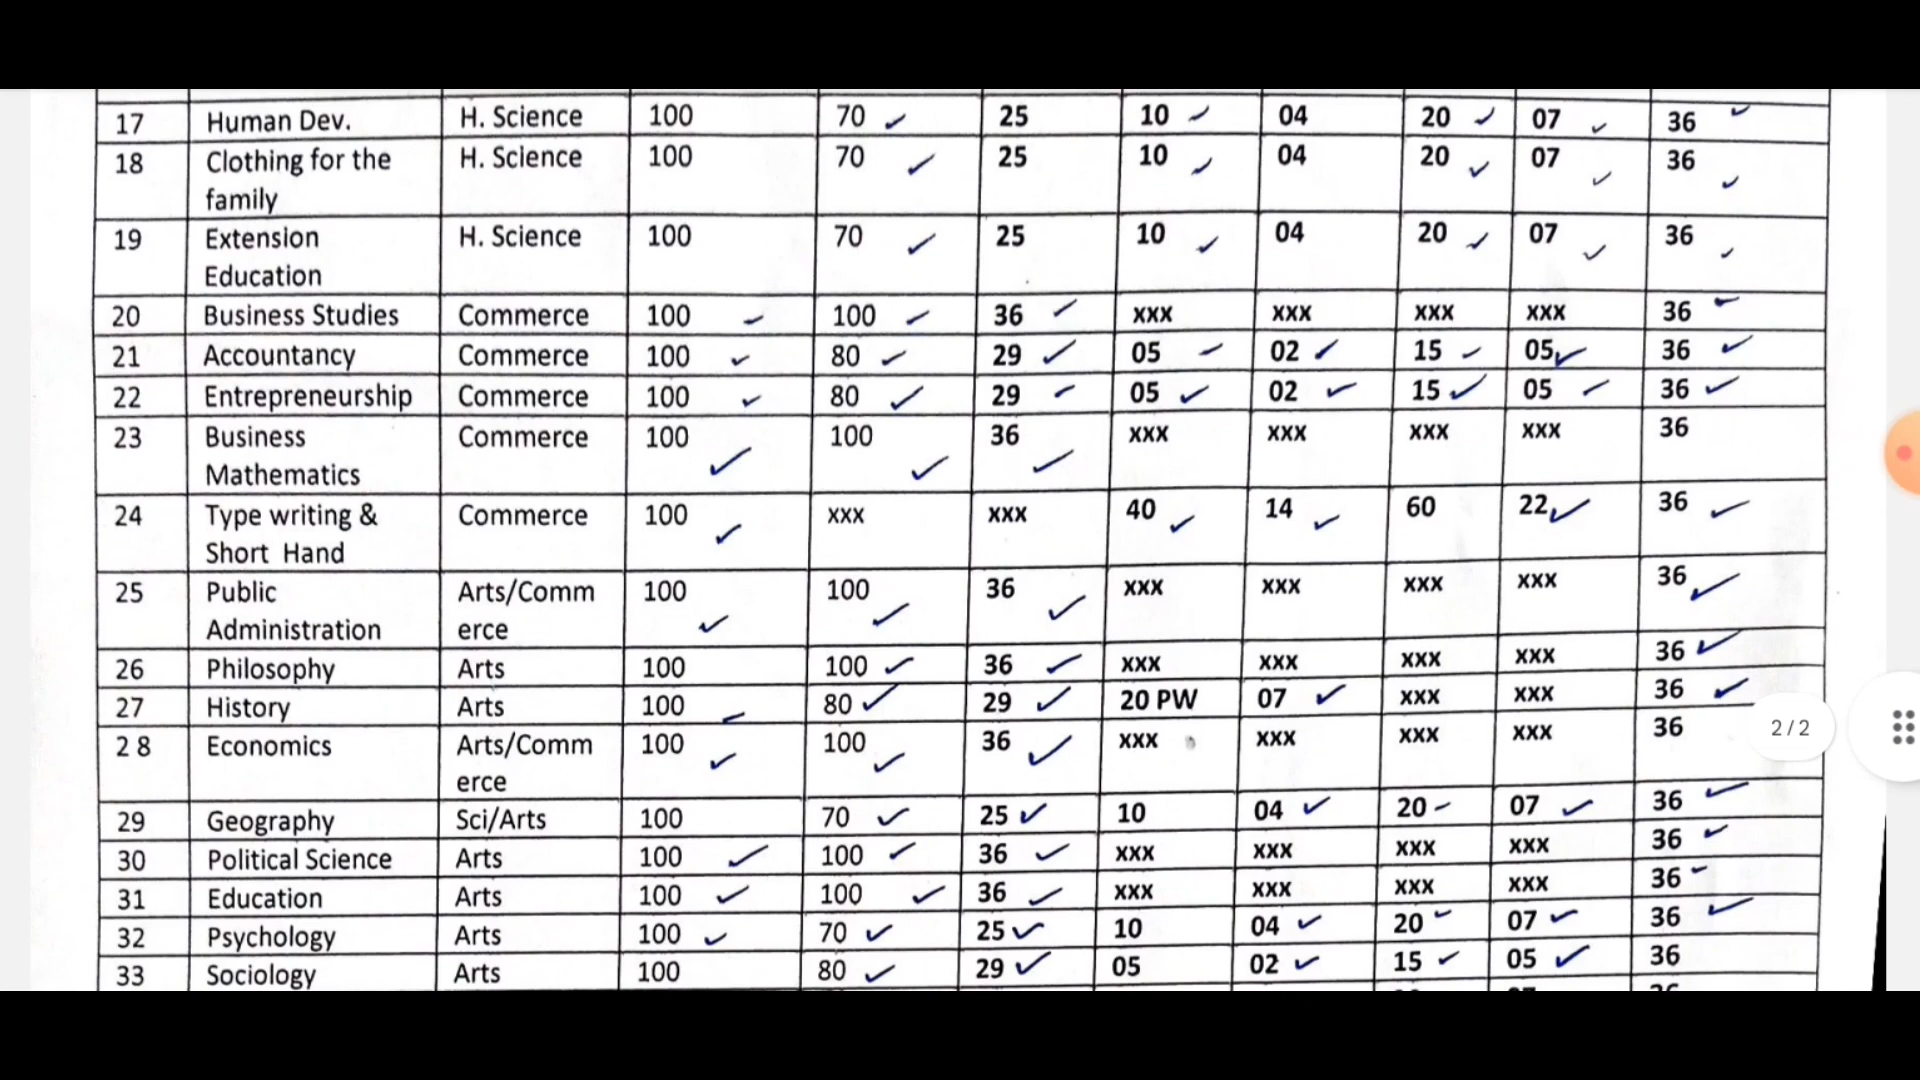 17 Human Dev. H. Science 100 70 25 10 04 20 07 36
18 Clothing for the H. Science 100 70 25 10 04 20 07 36
family
19 Extension H. Science 100 70 25 10 04 20 07 36
Education
20 Business Studies Commerce 100 100 36 xxx xxx xxx xxx 36
21 Accountancy Commerce 100 80 29 05 02 15 05 36
22 Entrepreneurship Commerce 100 80 29 05 02 15 05 36
23 Business Commerce 100 100 36 xxx xxx xxx xxx 36
Mathematics
24 Type writing & Commerce 100 xxx xxx 40 14 60 22 36
Short Hand
25 Public Arts/Comm 100 100 36 xxx xxx xxx xxx 36
Administration erce
26 Philosophy Arts 100 100 36 xxx xxx xxx xxx 36
27 History Arts 100 80 29 20 PW 07 xxx xxx 36
2 8 Economics Arts/Comm 100 100 36 xxx xxx xxx xxx 36
erce
2/2
29 Geography Sci/Arts 100 70 25 10 04 20 07 36
30 Political Science Arts 100 100 36 xxx xxx xxx xxx 36
31 Education Arts 100 100 36 xxx xxx xxx xxx 36
32 Psychology Arts 100 70 25 10 04 20 07 36
33 Sociology Arts 100 80 29 05 02 15 05 36